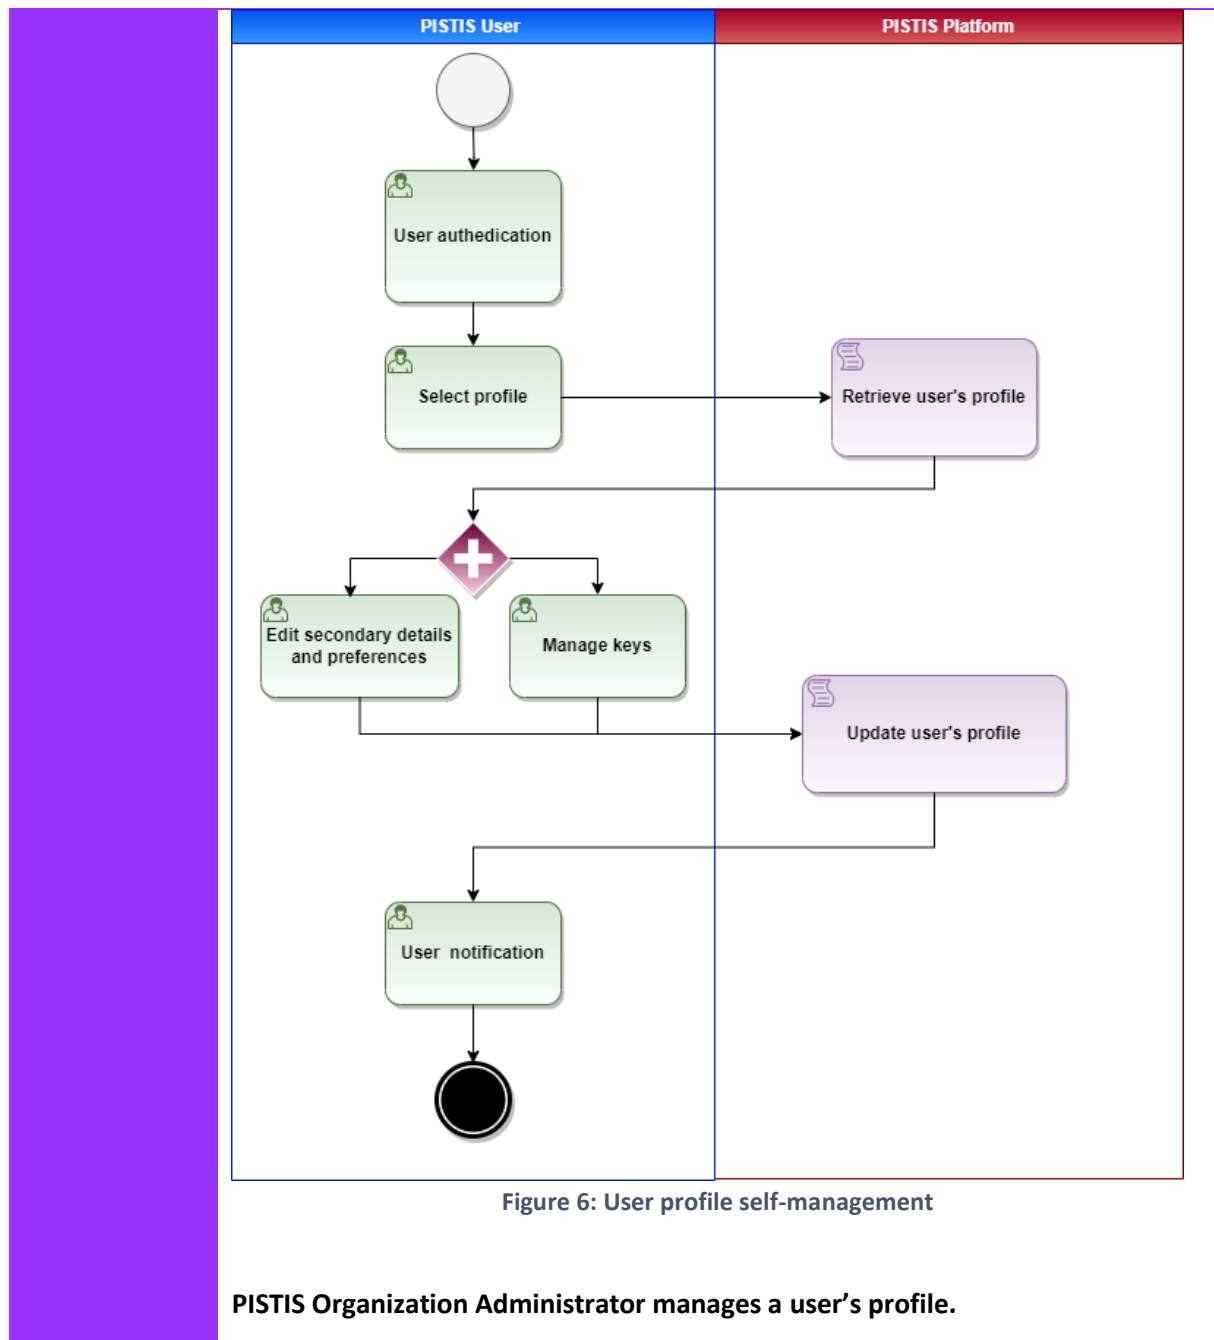 PISTIS User
PISTIS Platform
User authedication
Select profile
Retrieve user's profile
Edit secondary details
and preferences
Manage keys
Update user's profile
User notification
Figure 6: User profile self-management
PISTIS Organization Administrator manages a user’s profile.